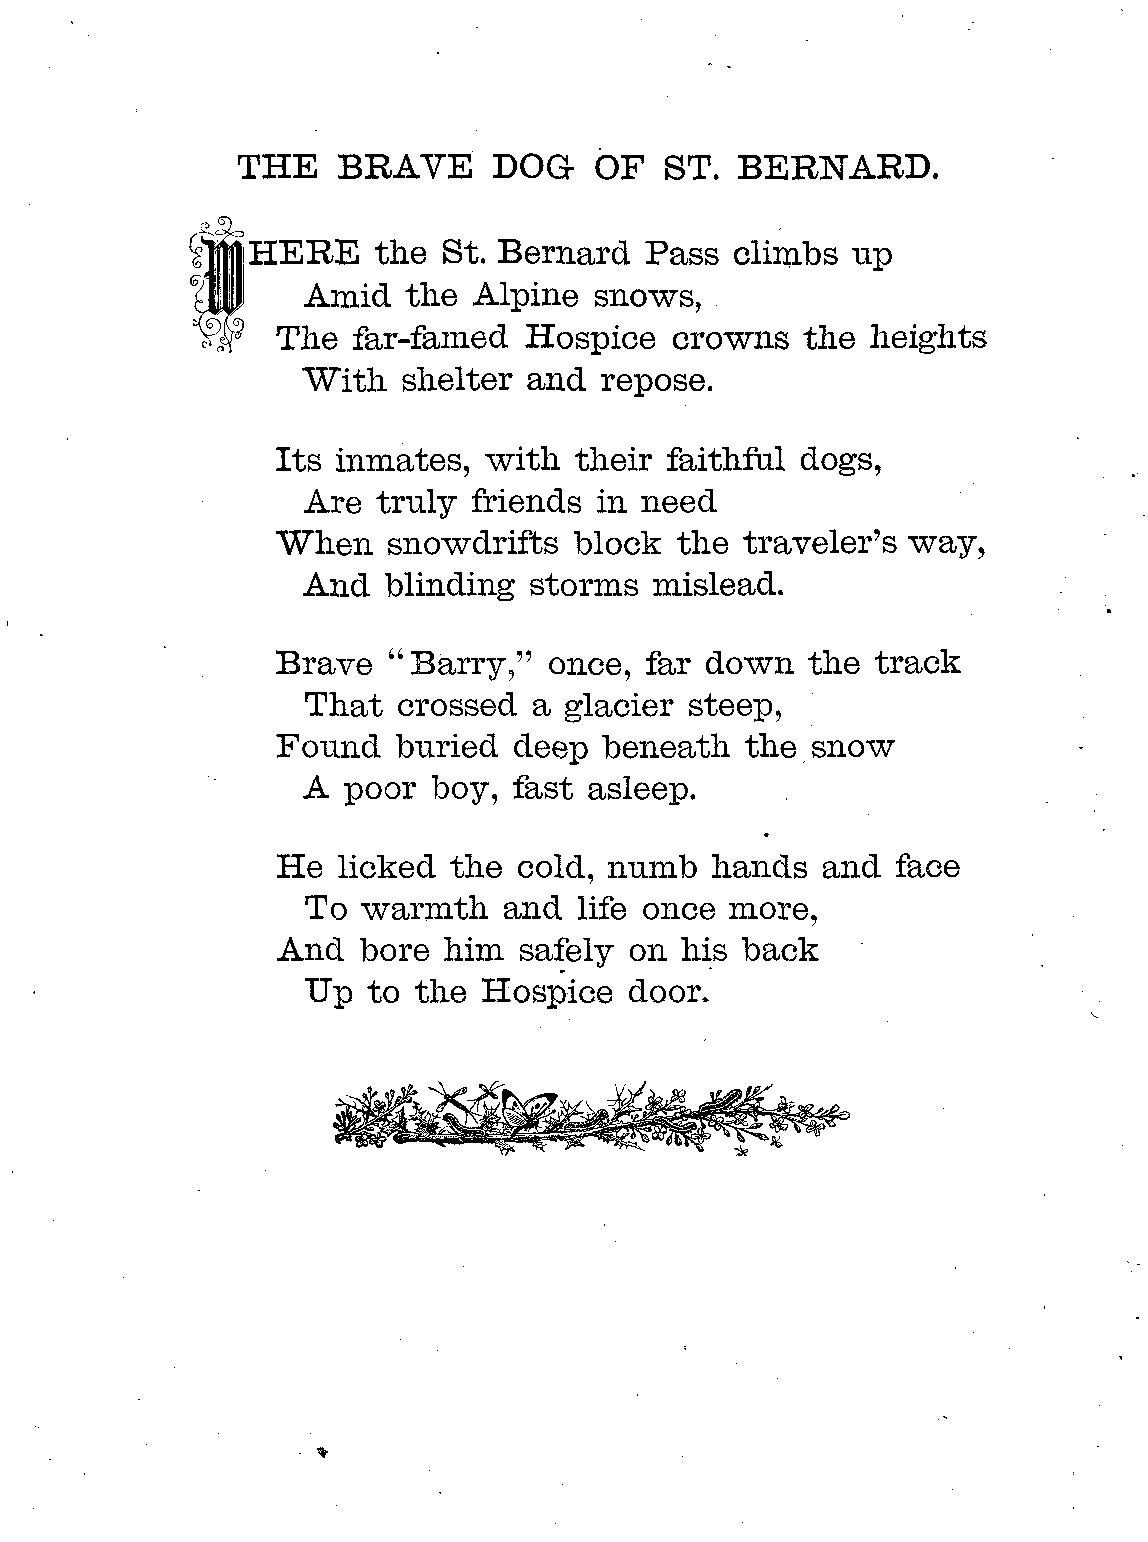 THE BRAVE DOG OF ST. BERNARD.
WHERE the St. Bernard Pass climbs up
Amid the Alpine snows,
The far-famed Hospice crowns the heights
With shelter and repose.
Its inmates, with their faithful dogs,
Are truly friends in need
When snowdrifts block the traveler's way,
And blinding storms mislead.
Brave “Barry,” once, far down the track
That crossed a glacier steep,
Found buried deep beneath the snow
A poor boy, fast asleep.
He licked the cold, numb hands and face
To warmth and life once more,
And bore him safely on his back
Up to the Hospice door.